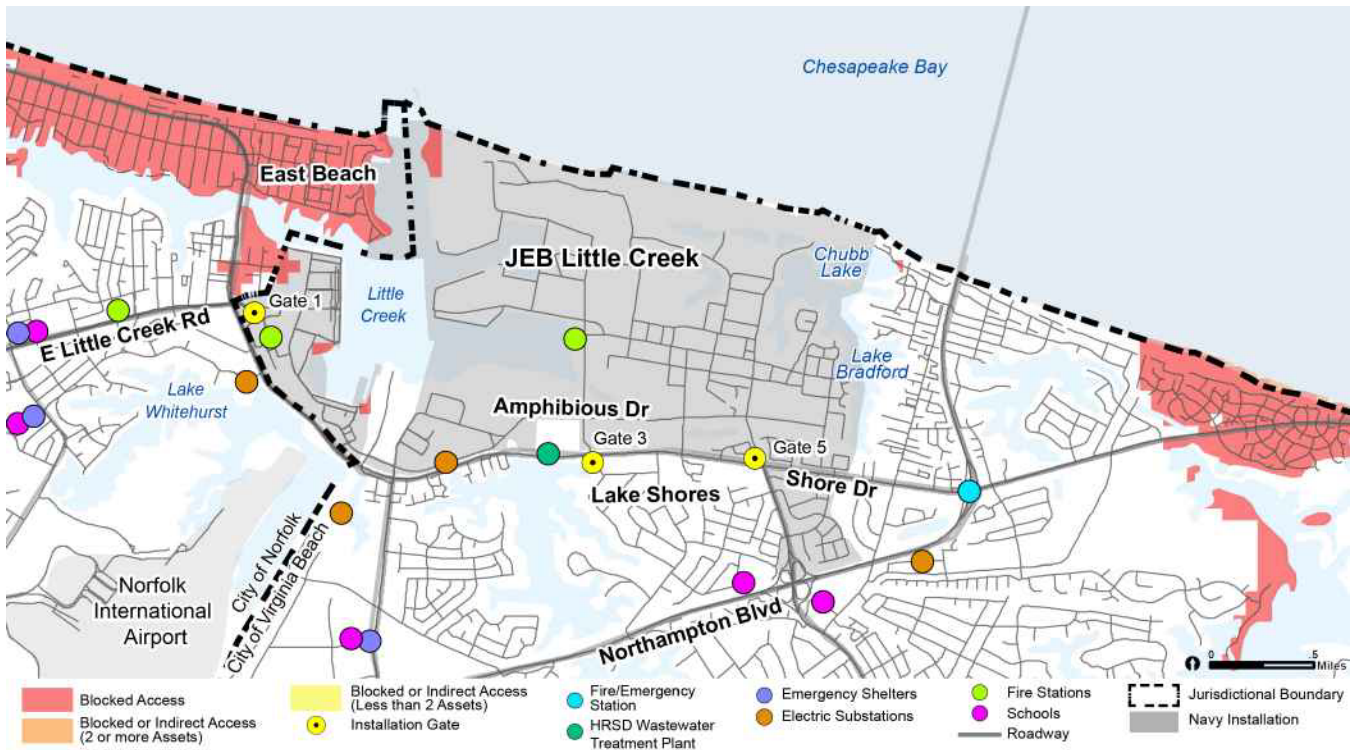 Chesapeake Bay
East Beach
JEB Little Creek
Chubb
Lake
Gate 1
Little
Creek
E Little Creek Rd
Lake
Bradford
Lake
Whitehurst
Amphibious Dr
Gate 3
Gate 5
Shore Dr
Lake Shores
City of Norfolk
City of Virginia Beach
Norfolk
International
Airport
Northampton Blvd
0 .5
Miles
Blocked Access
Blocked or Indirect Access
(2 or more Assets)
Blocked or Indirect Access
(Less than 2 Assets)
Installation Gate
Fire/Emergency
Station
HRSD Wastewater
Treatment Plant
Emergency Shelters
Electric Substations
Fire Stations
Schools
Roadway
Jurisdictional Boundary
Navy Installation